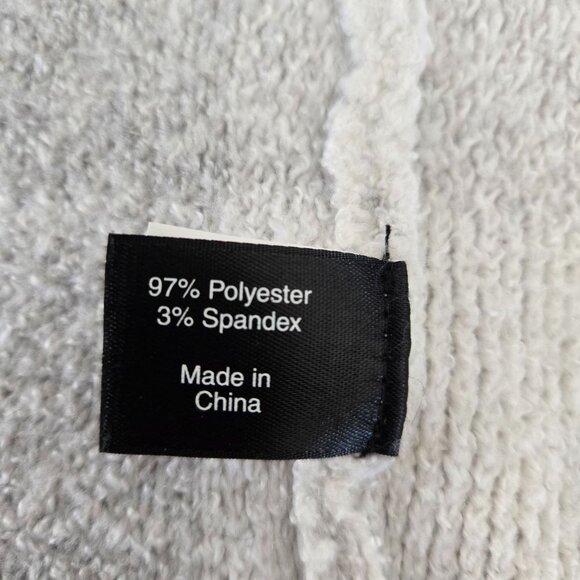 97% Polyester
3% Spandex
Made in
China